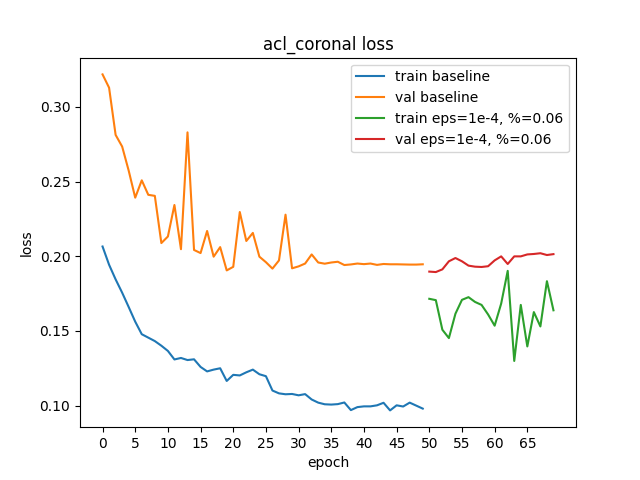 acl_coronal loss
train baseline
val baseline
train eps=1e-4, %=0.06
val eps=1e-4, %=0.06
0.30
0.25
0.20
0.15
0.10
loss
0 5 10 15 20 25 30 35 40 45 50 55 60 65
epoch